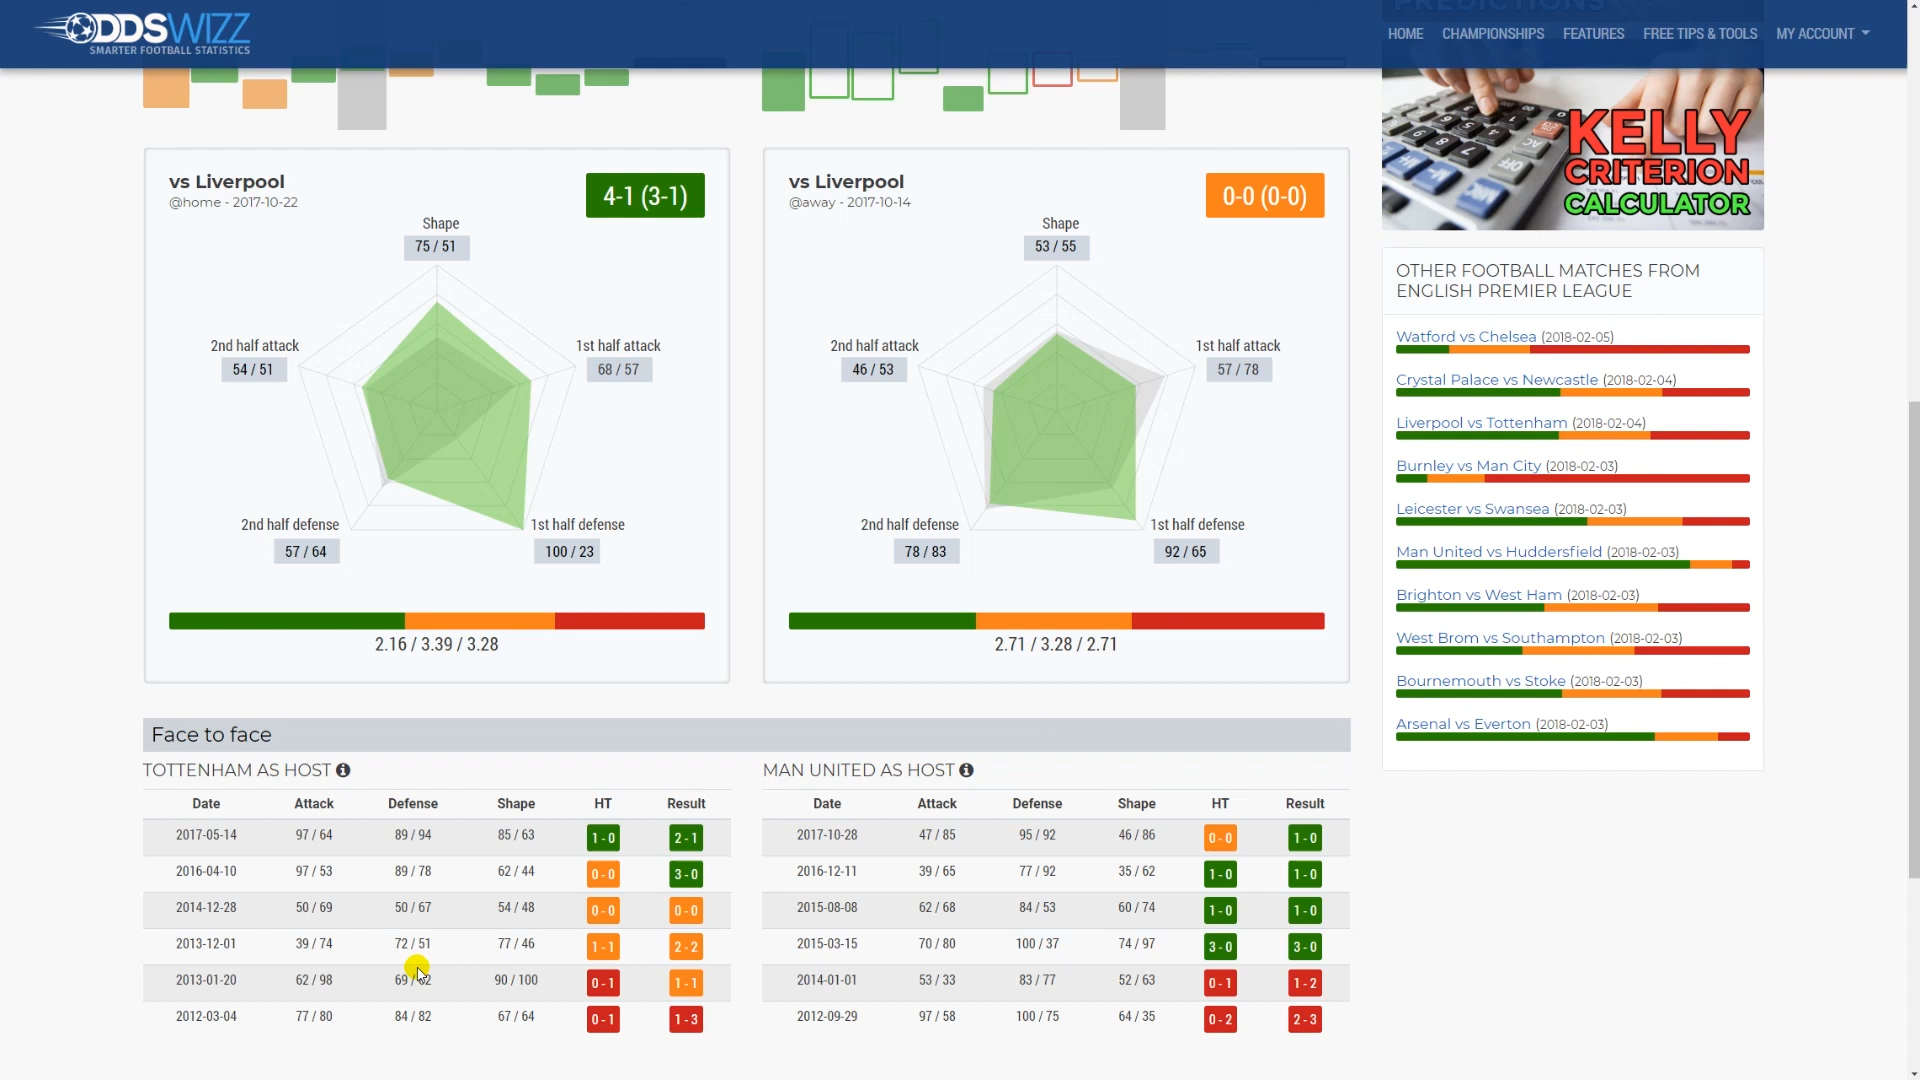 ODDSWIZZ
SMARTER FOOTBALL STATISTICS
HOME CHAMPIONSHIPS FEATURES FREE TIPS & TOOLS MY ACCOUNT
PREDICTIONS
KELLY
CRITERION
CALCULATOR
vs Liverpool
@home - 2017-10-22
4-1 (3-1)
Shape
75 / 51
2nd half attack
54 / 51
1st half attack
68 / 57
2nd half defense
57 / 64
1st half defense
100 / 23
2.16 / 3.39 / 3.28
vs Liverpool
@away - 2017-10-14
0-0 (0-0)
Shape
53 / 55
2nd half attack
46 / 53
1st half attack
57 / 78
2nd half defense
78 / 83
1st half defense
92 / 65
2.71 / 3.28 / 2.71
OTHER FOOTBALL MATCHES FROM
ENGLISH PREMIER LEAGUE
Watford vs Chelsea (2018-02-05)
Crystal Palace vs Newcastle (2018-02-04)
Liverpool vs Tottenham (2018-02-04)
Burnley vs Man City (2018-02-03)
Leicester vs Swansea (2018-02-03)
Man United vs Huddersfield (2018-02-03)
Brighton vs West Ham (2018-02-03)
West Brom vs Southampton (2018-02-03)
Bournemouth vs Stoke (2018-02-03)
Arsenal vs Everton (2018-02-03)
Face to face
TOTTENHAM AS HOST
Date Attack Defense Shape HT Result
2017-05-14 97 / 64 89 / 94 85 / 63 1 - 0 2 - 1
2016-04-10 97 / 53 89 / 78 62 / 44 0 - 0 3 - 0
2014-12-28 50 / 69 50 / 67 54 / 48 0 - 0 0 - 0
2013-12-01 39 / 74 72 / 51 77 / 46 1 - 1 2 - 2
2013-01-20 62 / 98 69 / 90 / 100 0 - 1 1 - 1
2012-03-04 77 / 80 84 / 82 67 / 64 0 - 1 1 - 3
MAN UNITED AS HOST
Date Attack Defense Shape HT Result
2017-10-28 47 / 85 95 / 92 46 / 86 0 - 0 1 - 0
2016-12-11 39 / 65 77 / 92 35 / 62 1 - 0 1 - 0
2015-08-08 62 / 68 84 / 53 60 / 74 1 - 0 1 - 0
2015-03-15 70 / 80 100 / 37 74 / 97 3 - 0 3 - 0
2014-01-01 53 / 33 83 / 77 52 / 63 0 - 1 1 - 2
2012-09-29 97 / 58 100 / 75 64 / 35 0 - 2 2 - 3